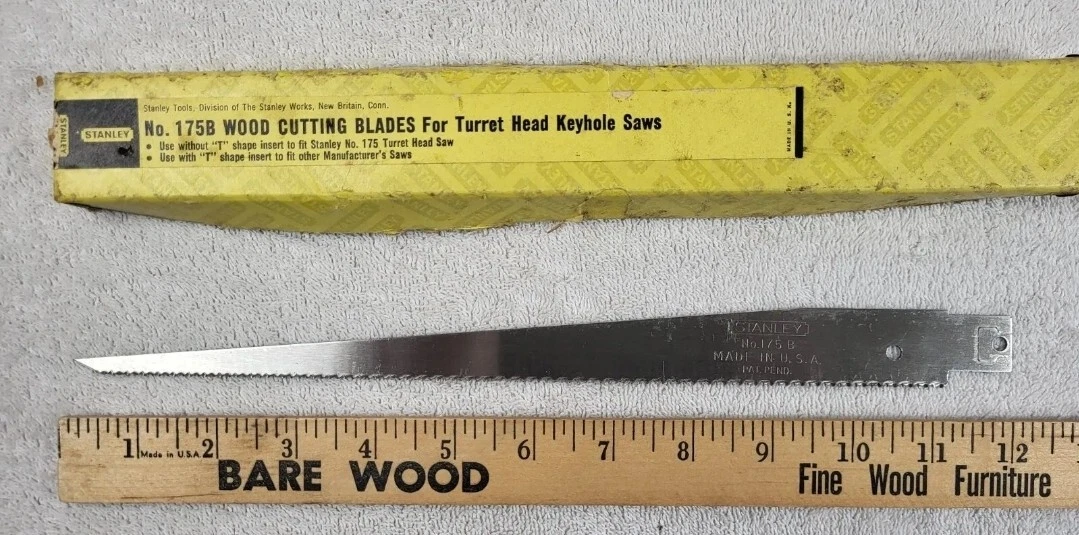 Stanley Tools, Division of The Stanley Works, New Britain, Conn.
STANLEY
STANLEY
No. 175B WOOD CUTTING BLADES For Turret Head Keyhole Saws
• Use without "T" shape insert to fit Stanley No. 175 Turret Head Saw
• Use with "T" shape insert to fit other Manufacturer's Saws
MADE IN U.S.A.
STANLEY
No. 175 B
MADE IN U.S.A.
PAT. PEND.
1 2 3 4 5 6 7 8 9 10 11 12
Made in U.S.A.
BARE WOOD Fine Wood Furniture